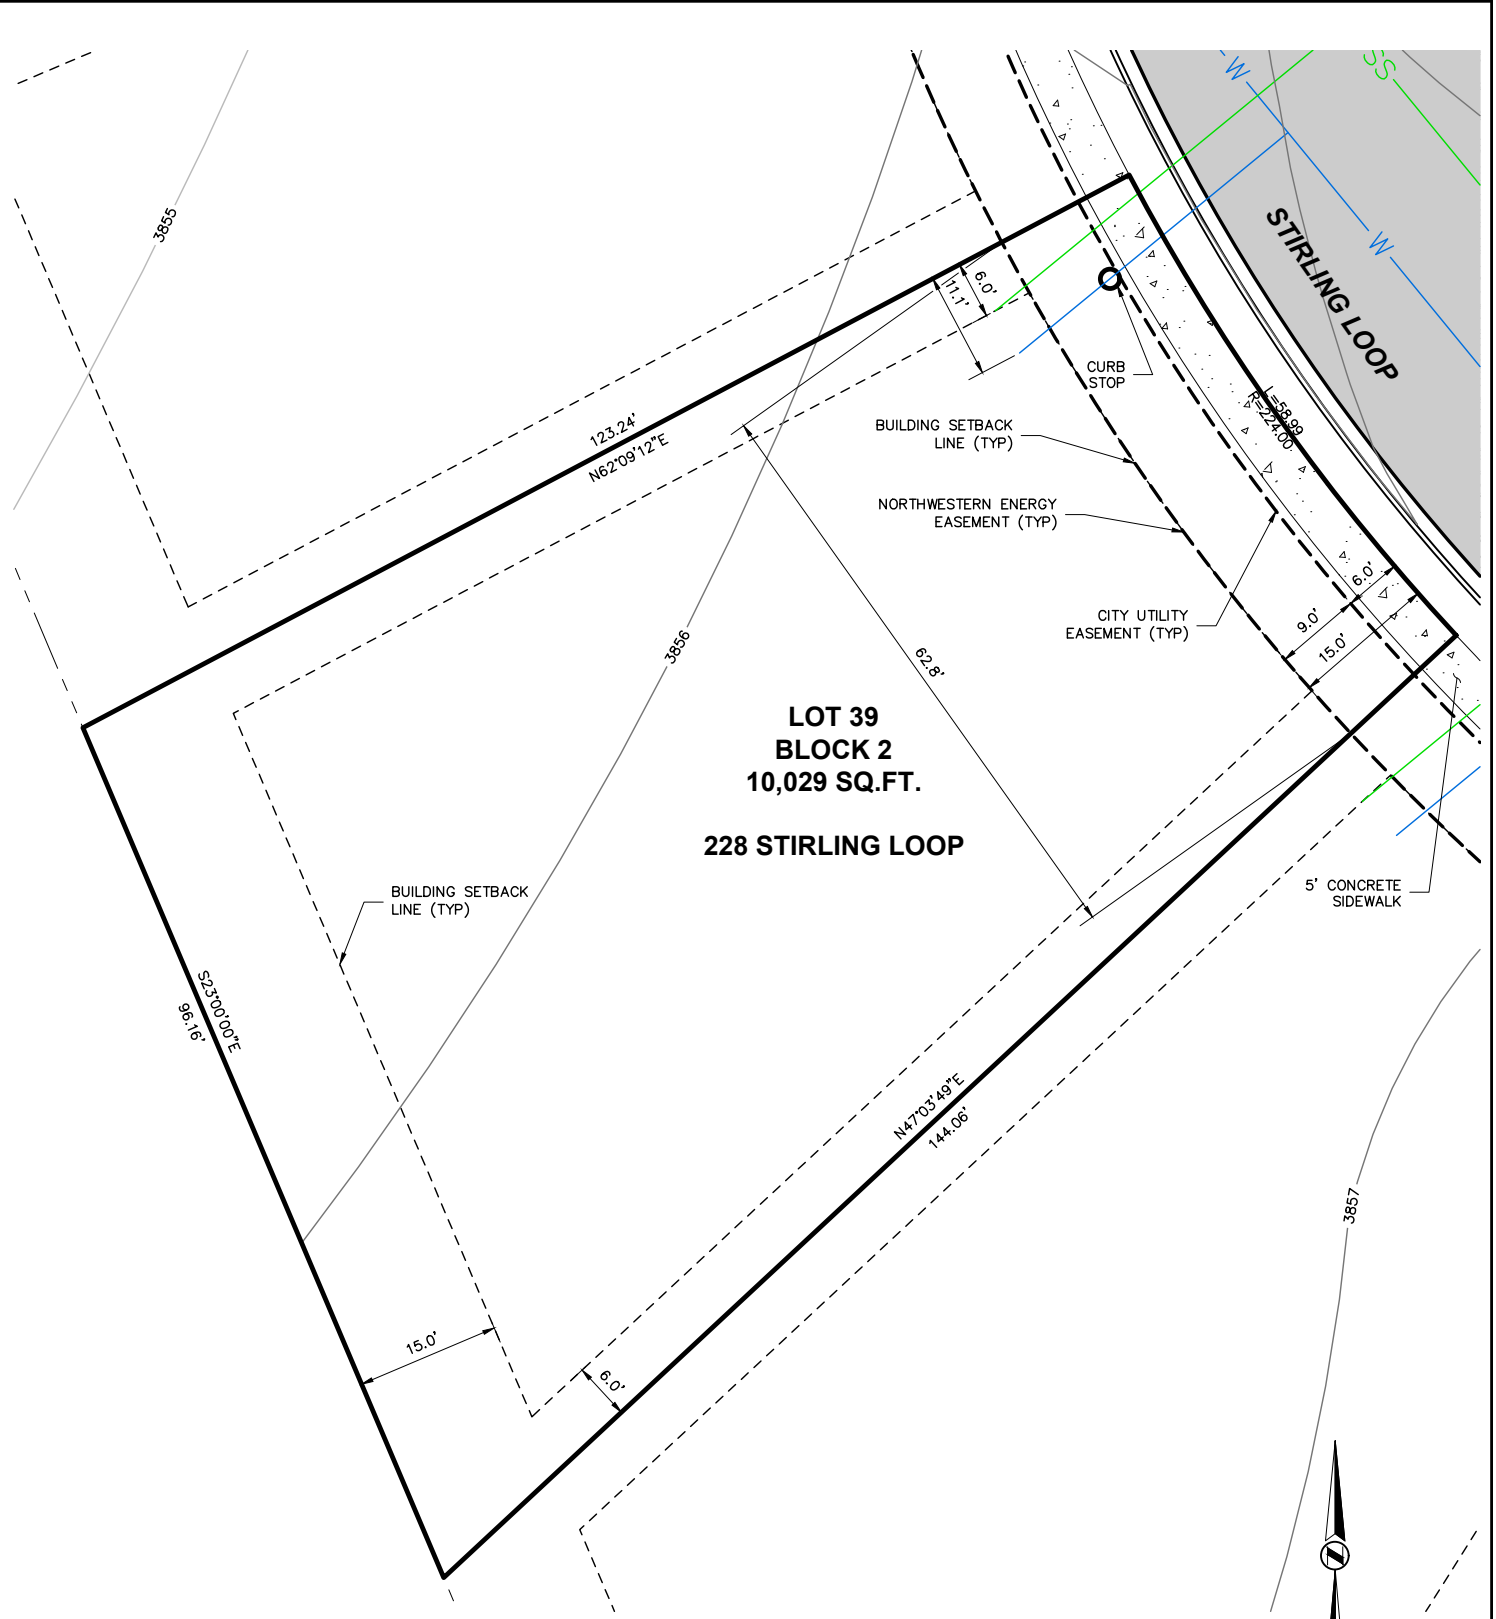 SS
W
W
STIRLING LOOP
3855
6.0'
11.1'
CURB
STOP
L=58.99
R=224.00
123.24'
N62°09'12"E
BUILDING SETBACK
LINE (TYP)
NORTHWESTERN ENERGY
EASEMENT (TYP)
CITY UTILITY
EASEMENT (TYP)
6.0'
9.0'
15.0'
3856
62.8'
LOT 39
BLOCK 2
10,029 SQ.FT.
228 STIRLING LOOP
BUILDING SETBACK
LINE (TYP)
5' CONCRETE
SIDEWALK
S23°00'00"E
96.16'
N47°03'49"E
144.06'
3857
15.0'
6.0'